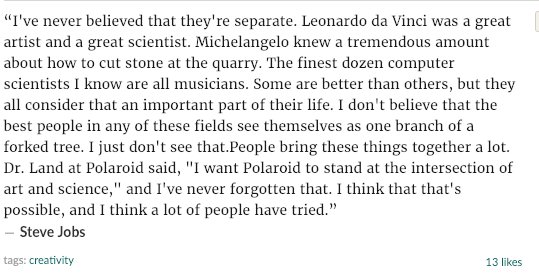 “I've never believed that they're separate. Leonardo da Vinci was a great
artist and a great scientist. Michelangelo knew a tremendous amount
about how to cut stone at the quarry. The finest dozen computer
scientists I know are all musicians. Some are better than others, but they
all consider that an important part of their life. I don't believe that the
best people in any of these fields see themselves as one branch of a
forked tree. I just don't see that.People bring these things together a lot.
Dr. Land at Polaroid said, "I want Polaroid to stand at the intersection of
art and science," and I've never forgotten that. I think that that's
possible, and I think a lot of people have tried.”
— Steve Jobs
tags: creativity
13 likes